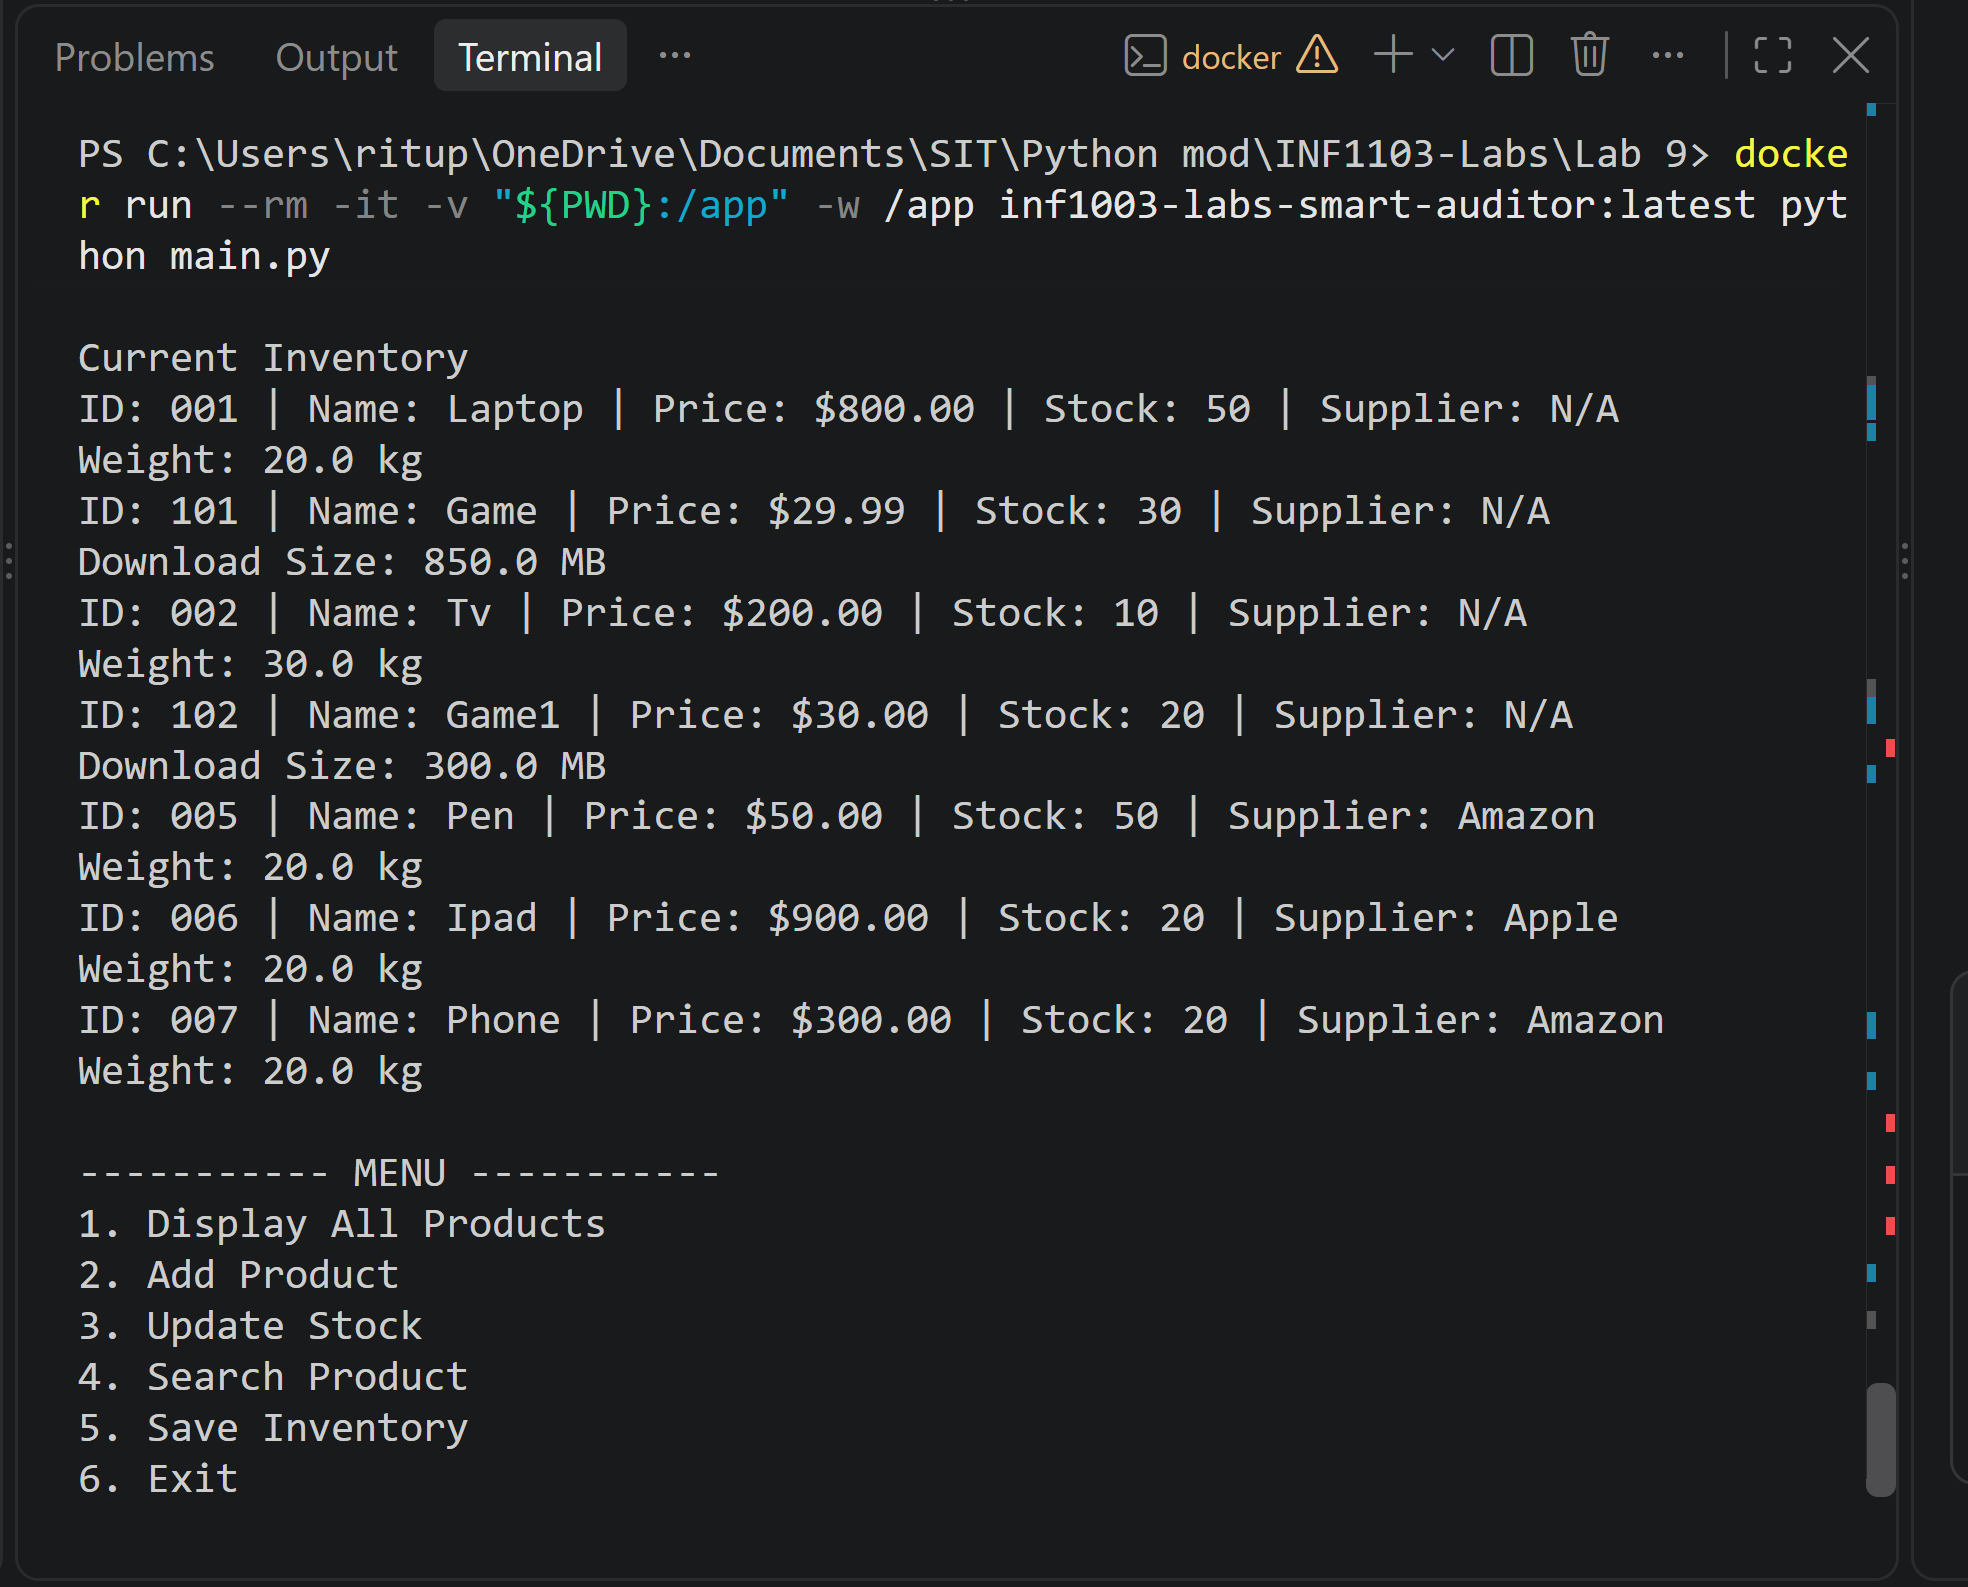 Problems Output Terminal ··· docker
PS C:\Users\ritup\OneDrive\Documents\SIT\Python mod\INF1103-Labs\Lab 9> docke
r run --rm -it -v "${PWD}:/app" -w /app inf1003-labs-smart-auditor:latest pyt
hon main.py
Current Inventory
ID: 001 | Name: Laptop | Price: $800.00 | Stock: 50 | Supplier: N/A
Weight: 20.0 kg
ID: 101 | Name: Game | Price: $29.99 | Stock: 30 | Supplier: N/A
Download Size: 850.0 MB
ID: 002 | Name: Tv | Price: $200.00 | Stock: 10 | Supplier: N/A
Weight: 30.0 kg
ID: 102 | Name: Game1 | Price: $30.00 | Stock: 20 | Supplier: N/A
Download Size: 300.0 MB
ID: 005 | Name: Pen | Price: $50.00 | Stock: 50 | Supplier: Amazon
Weight: 20.0 kg
ID: 006 | Name: Ipad | Price: $900.00 | Stock: 20 | Supplier: Apple
Weight: 20.0 kg
ID: 007 | Name: Phone | Price: $300.00 | Stock: 20 | Supplier: Amazon
Weight: 20.0 kg
----------- MENU -----------
1. Display All Products
2. Add Product
3. Update Stock
4. Search Product
5. Save Inventory
6. Exit